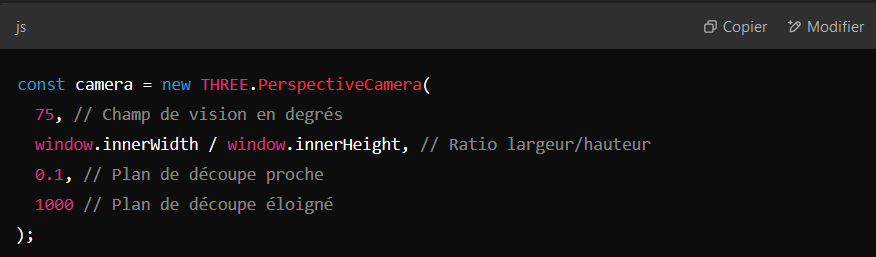 js
Copier
Modifier
const camera = new THREE.PerspectiveCamera(
75, // Champ de vision en degrés
window.innerWidth / window.innerHeight, // Ratio largeur/hauteur
0.1, // Plan de découpe proche
1000 // Plan de découpe éloigné
);